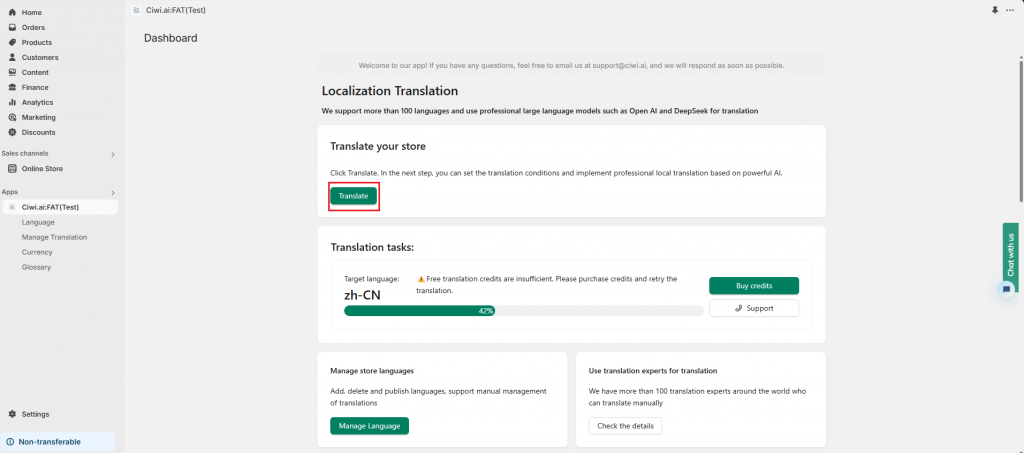 Home
Orders
Products
Customers
Content
Finance
Analytics
Marketing
Discounts
Sales channels
Online Store
Apps
Ciwi.ai:FAT(Test)
Language
Manage Translation
Currency
Glossary
Settings
Non-transferable
Ciwi.ai:FAT(Test)
Dashboard
Welcome to our app! If you have any questions, feel free to email us at support@ciwi.ai, and we will respond as soon as possible.
Localization Translation
We support more than 100 languages and use professional large language models such as Open AI and DeepSeek for translation
Translate your store
Click Translate. In the next step, you can set the translation conditions and implement professional local translation based on powerful AI.
Translate
Translation tasks:
Target language:
zh-CN
⚠️ Free translation credits are insufficient. Please purchase credits and retry the
translation.
42%
Buy credits
Support
Manage store languages
Add, delete and publish languages, support manual management
of translations
Manage Language
Use translation experts for translation
We have more than 100 translation experts around the world who
can translate manually
Check the details
Chat with us